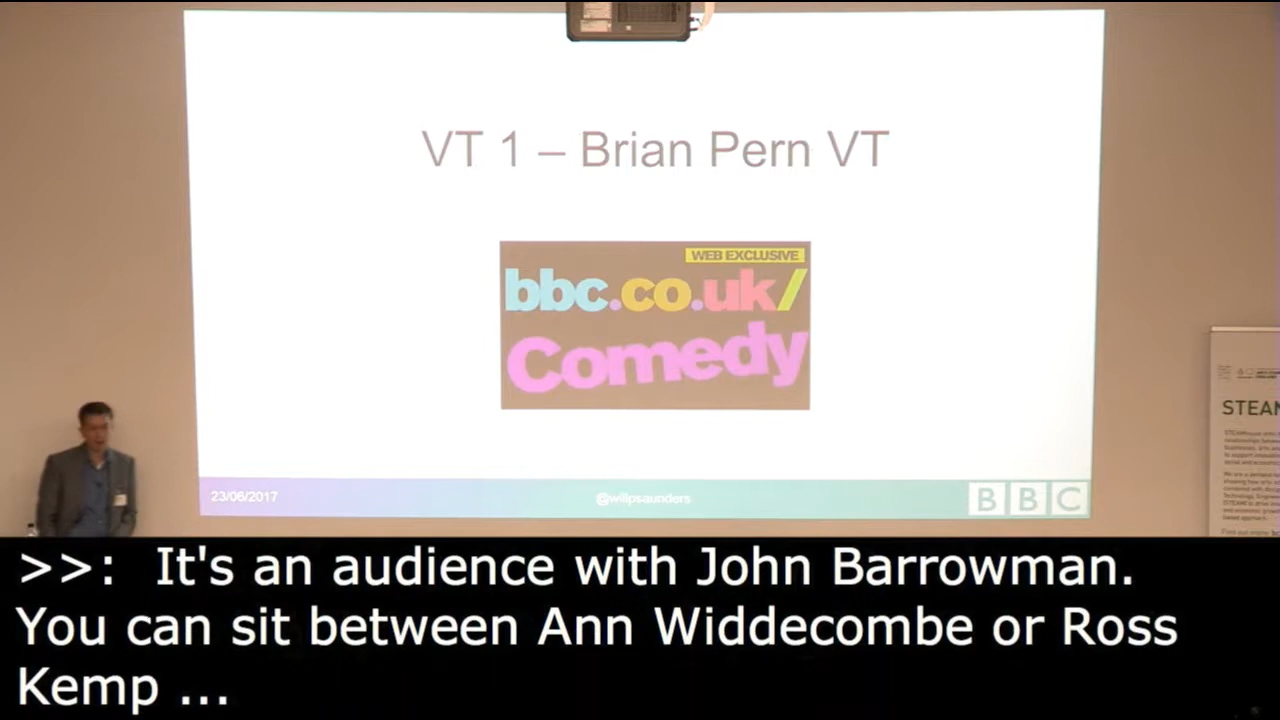 VT 1 – Brian Pern VT
WEB EXCLUSIVE
bbc.co.uk/
Comedy
23/06/2017
@willpsaunders
BBC
STEAM
>>: It's an audience with John Barrowman.
You can sit between Ann Widdecombe or Ross
Kemp ...